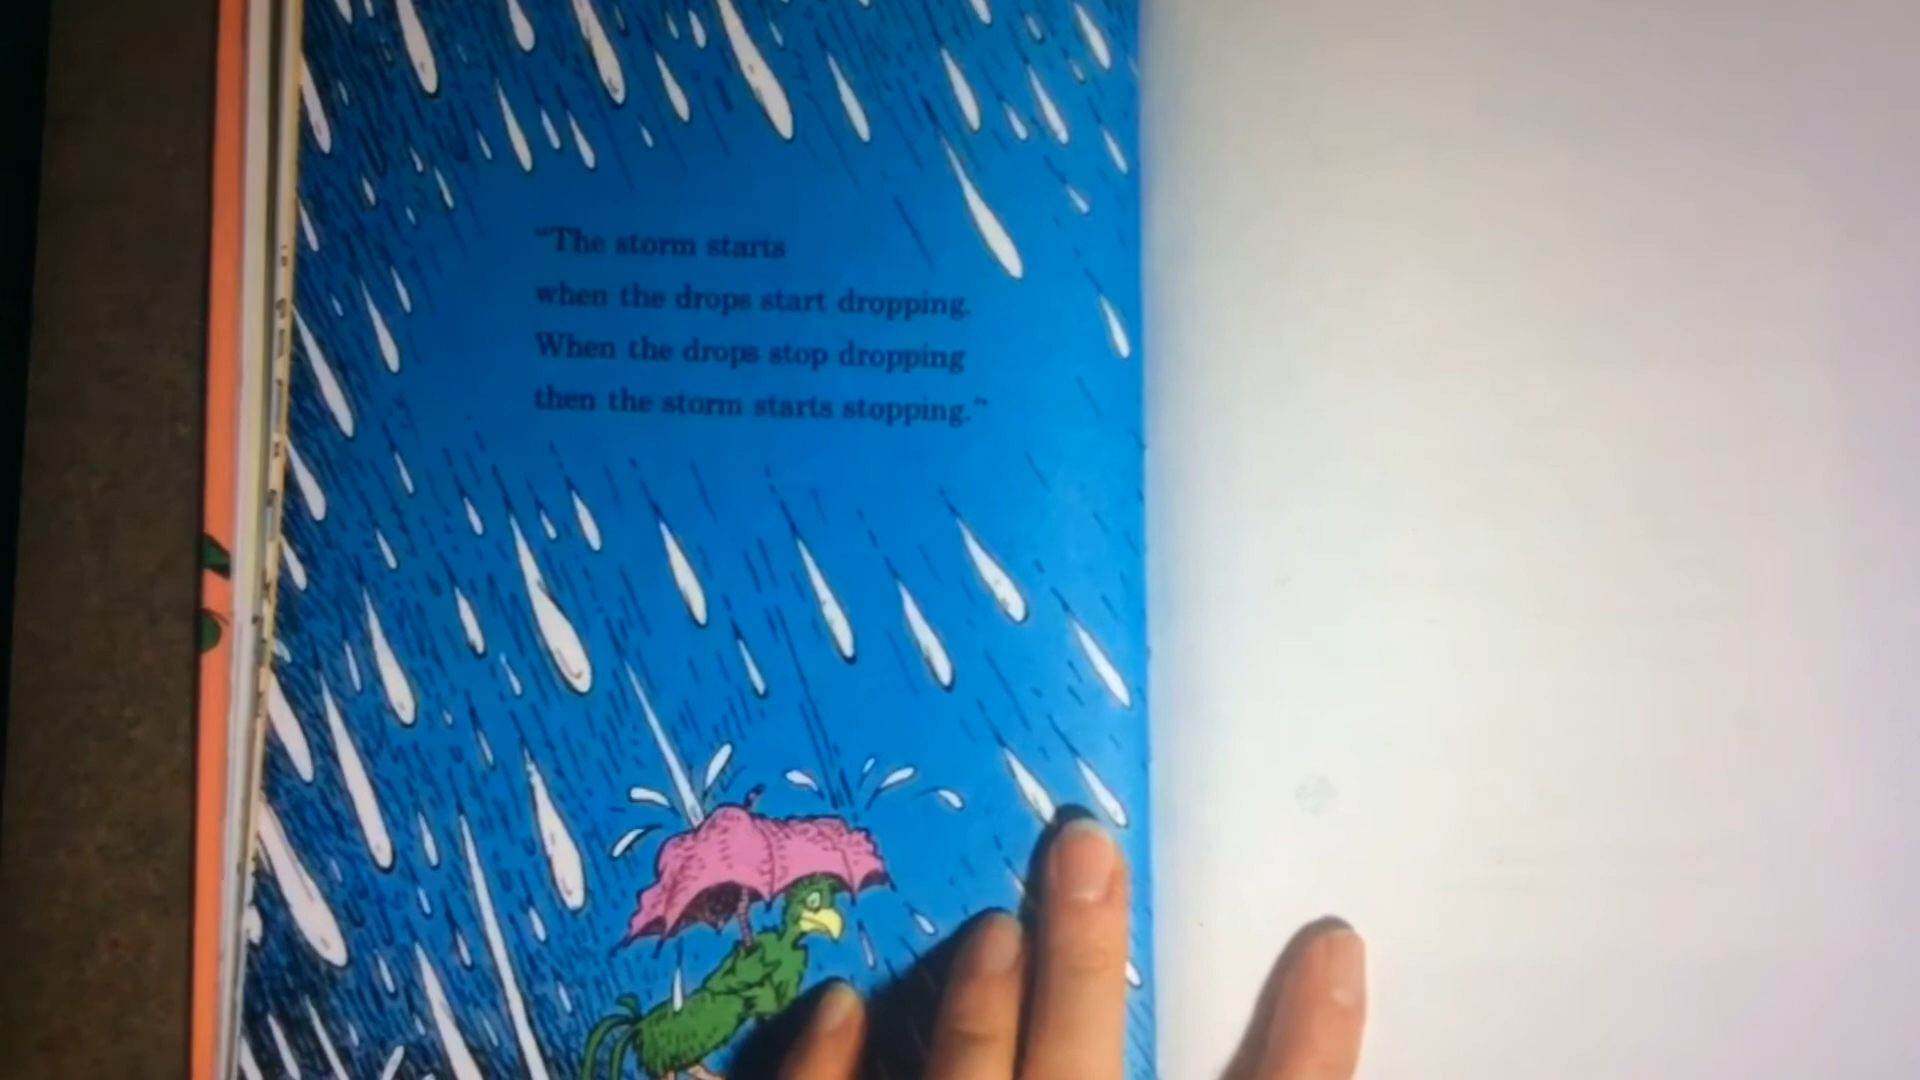 "The storm starts
when the drops start dropping.
When the drops stop dropping
then the storm starts stopping."